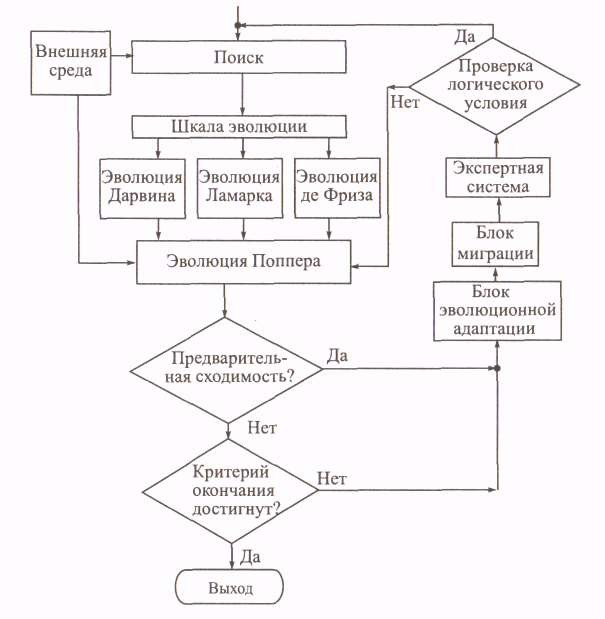 Да
Внешняя
среда
Поиск
Проверка
логического
условия
Нет
Шкала эволюции
Эволюция
Дарвина
Эволюция
Ламарка
Эволюция
де Фриза
Экспертная
система
Блок
миграции
Эволюция Поппера
Блок
эволюционной
адаптации
Предваритель-
ная сходимость?
Да
Нет
Критерий
окончания
достигнут?
Нет
Да
Выход